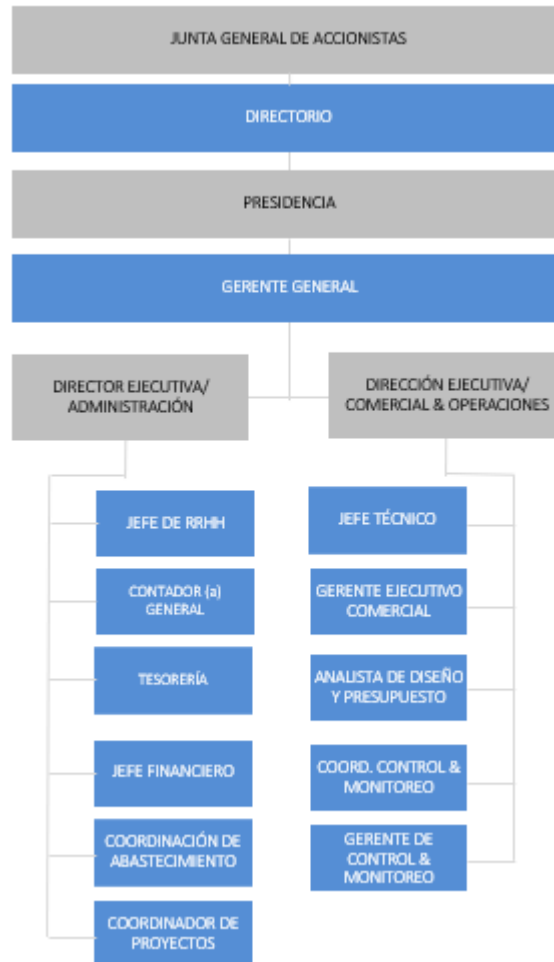 JUNTA GENERAL DE ACCIONISTAS
DIRECTORIO
PRESIDENCIA
GERENTE GENERAL
DIRECTOR EJECUTIVA/
ADMINISTRACIÓN
DIRECCIÓN EJECUTIVA/
COMERCIAL & OPERACIONES
JEFE DE RRHH
CONTADOR (a)
GENERAL
TESORERÍA
JEFE FINANCIERO
COORDINACIÓN DE
ABASTECIMIENTO
COORDINADOR DE
PROYECTOS
JEFE TÉCNICO
GERENTE EJECUTIVO
COMERCIAL
ANALISTA DE DISEÑO
Y PRESUPUESTO
COORD. CONTROL &
MONITOREO
GERENTE DE
CONTROL &
MONITOREO